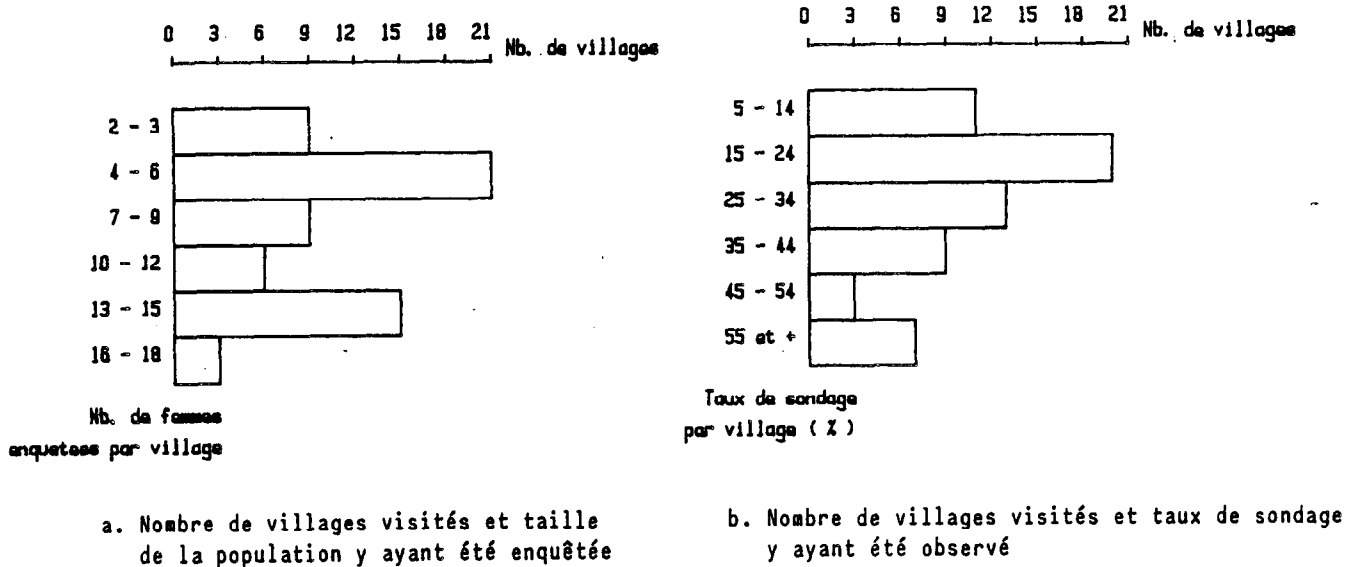 0 3 6 9 12 15 18 21
Nb. de villages
2 - 3
4 - 6
7 - 9
10 - 12
13 - 15
16 - 18
Nb. de femmes
enquetees par village
a. Nombre de villages visités et taille
de la population y ayant été enquêtée
0 3 6 9 12 15 18 21
Nb. de villages
5 - 14
15 - 24
25 - 34
35 - 44
45 - 54
55 et +
Taux de sondage
par village ( % )
b. Nombre de villages visités et taux de sondage
y ayant été observé